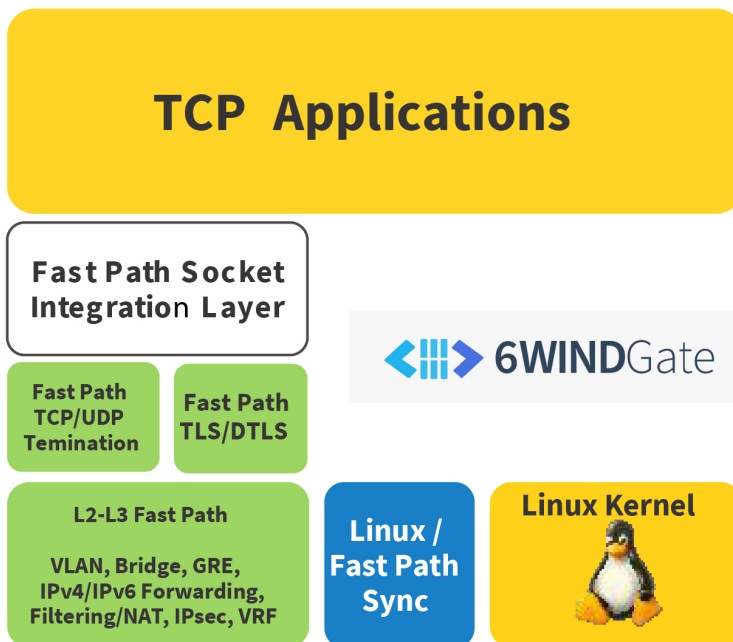 TCP Applications
Fast Path Socket
Integration Layer
6WINDGate
Fast Path
TCP/UDP
Temination
Fast Path
TLS/DTLS
L2-L3 Fast Path
VLAN, Bridge, GRE,
IPv4/IPv6 Forwarding,
Filtering/NAT, IPsec, VRF
Linux /
Fast Path
Sync
Linux Kernel